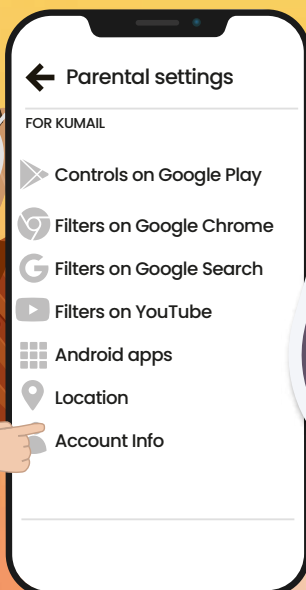 Parental settings
FOR KUMAIL
Controls on Google Play
Filters on Google Chrome
Filters on Google Search
Filters on YouTube
Android apps
Location
Account Info